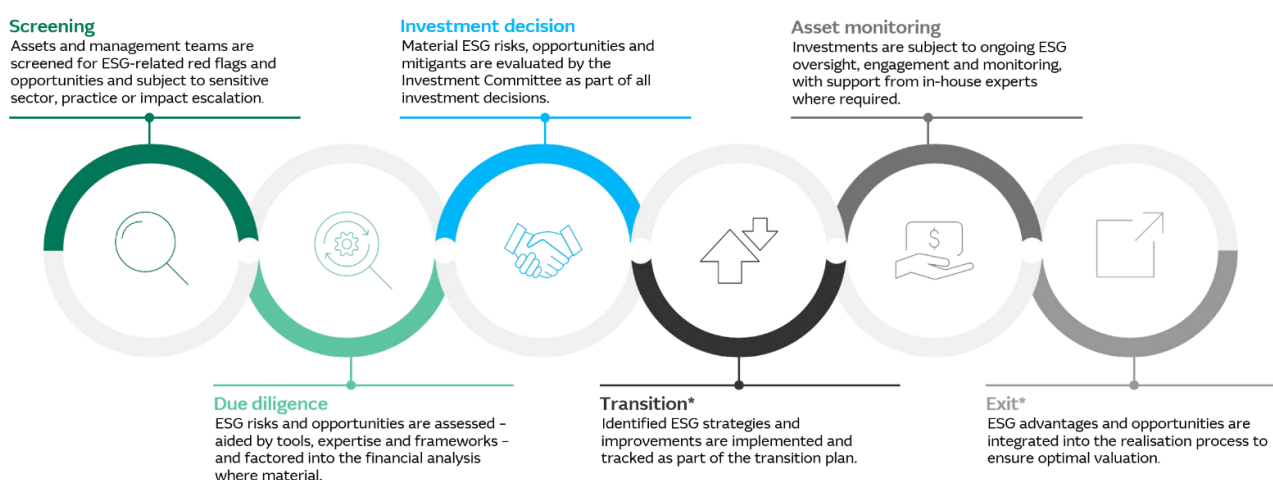 Screening
Assets and management teams are
screened for ESG-related red flags and
opportunities and subject to sensitive
sector, practice or impact escalation.
Investment decision
Material ESG risks, opportunities and
mitigants are evaluated by the
Investment Committee as part of all
investment decisions.
Asset monitoring
Investments are subject to ongoing ESG
oversight, engagement and monitoring,
with support from in-house experts
where required.
$
Due diligence
ESG risks and opportunities are assessed –
aided by tools, expertise and frameworks –
and factored into the financial analysis
where material.
Transition*
Identified ESG strategies and
improvements are implemented and
tracked as part of the transition plan.
Exit*
ESG advantages and opportunities are
integrated into the realisation process to
ensure optimal valuation.